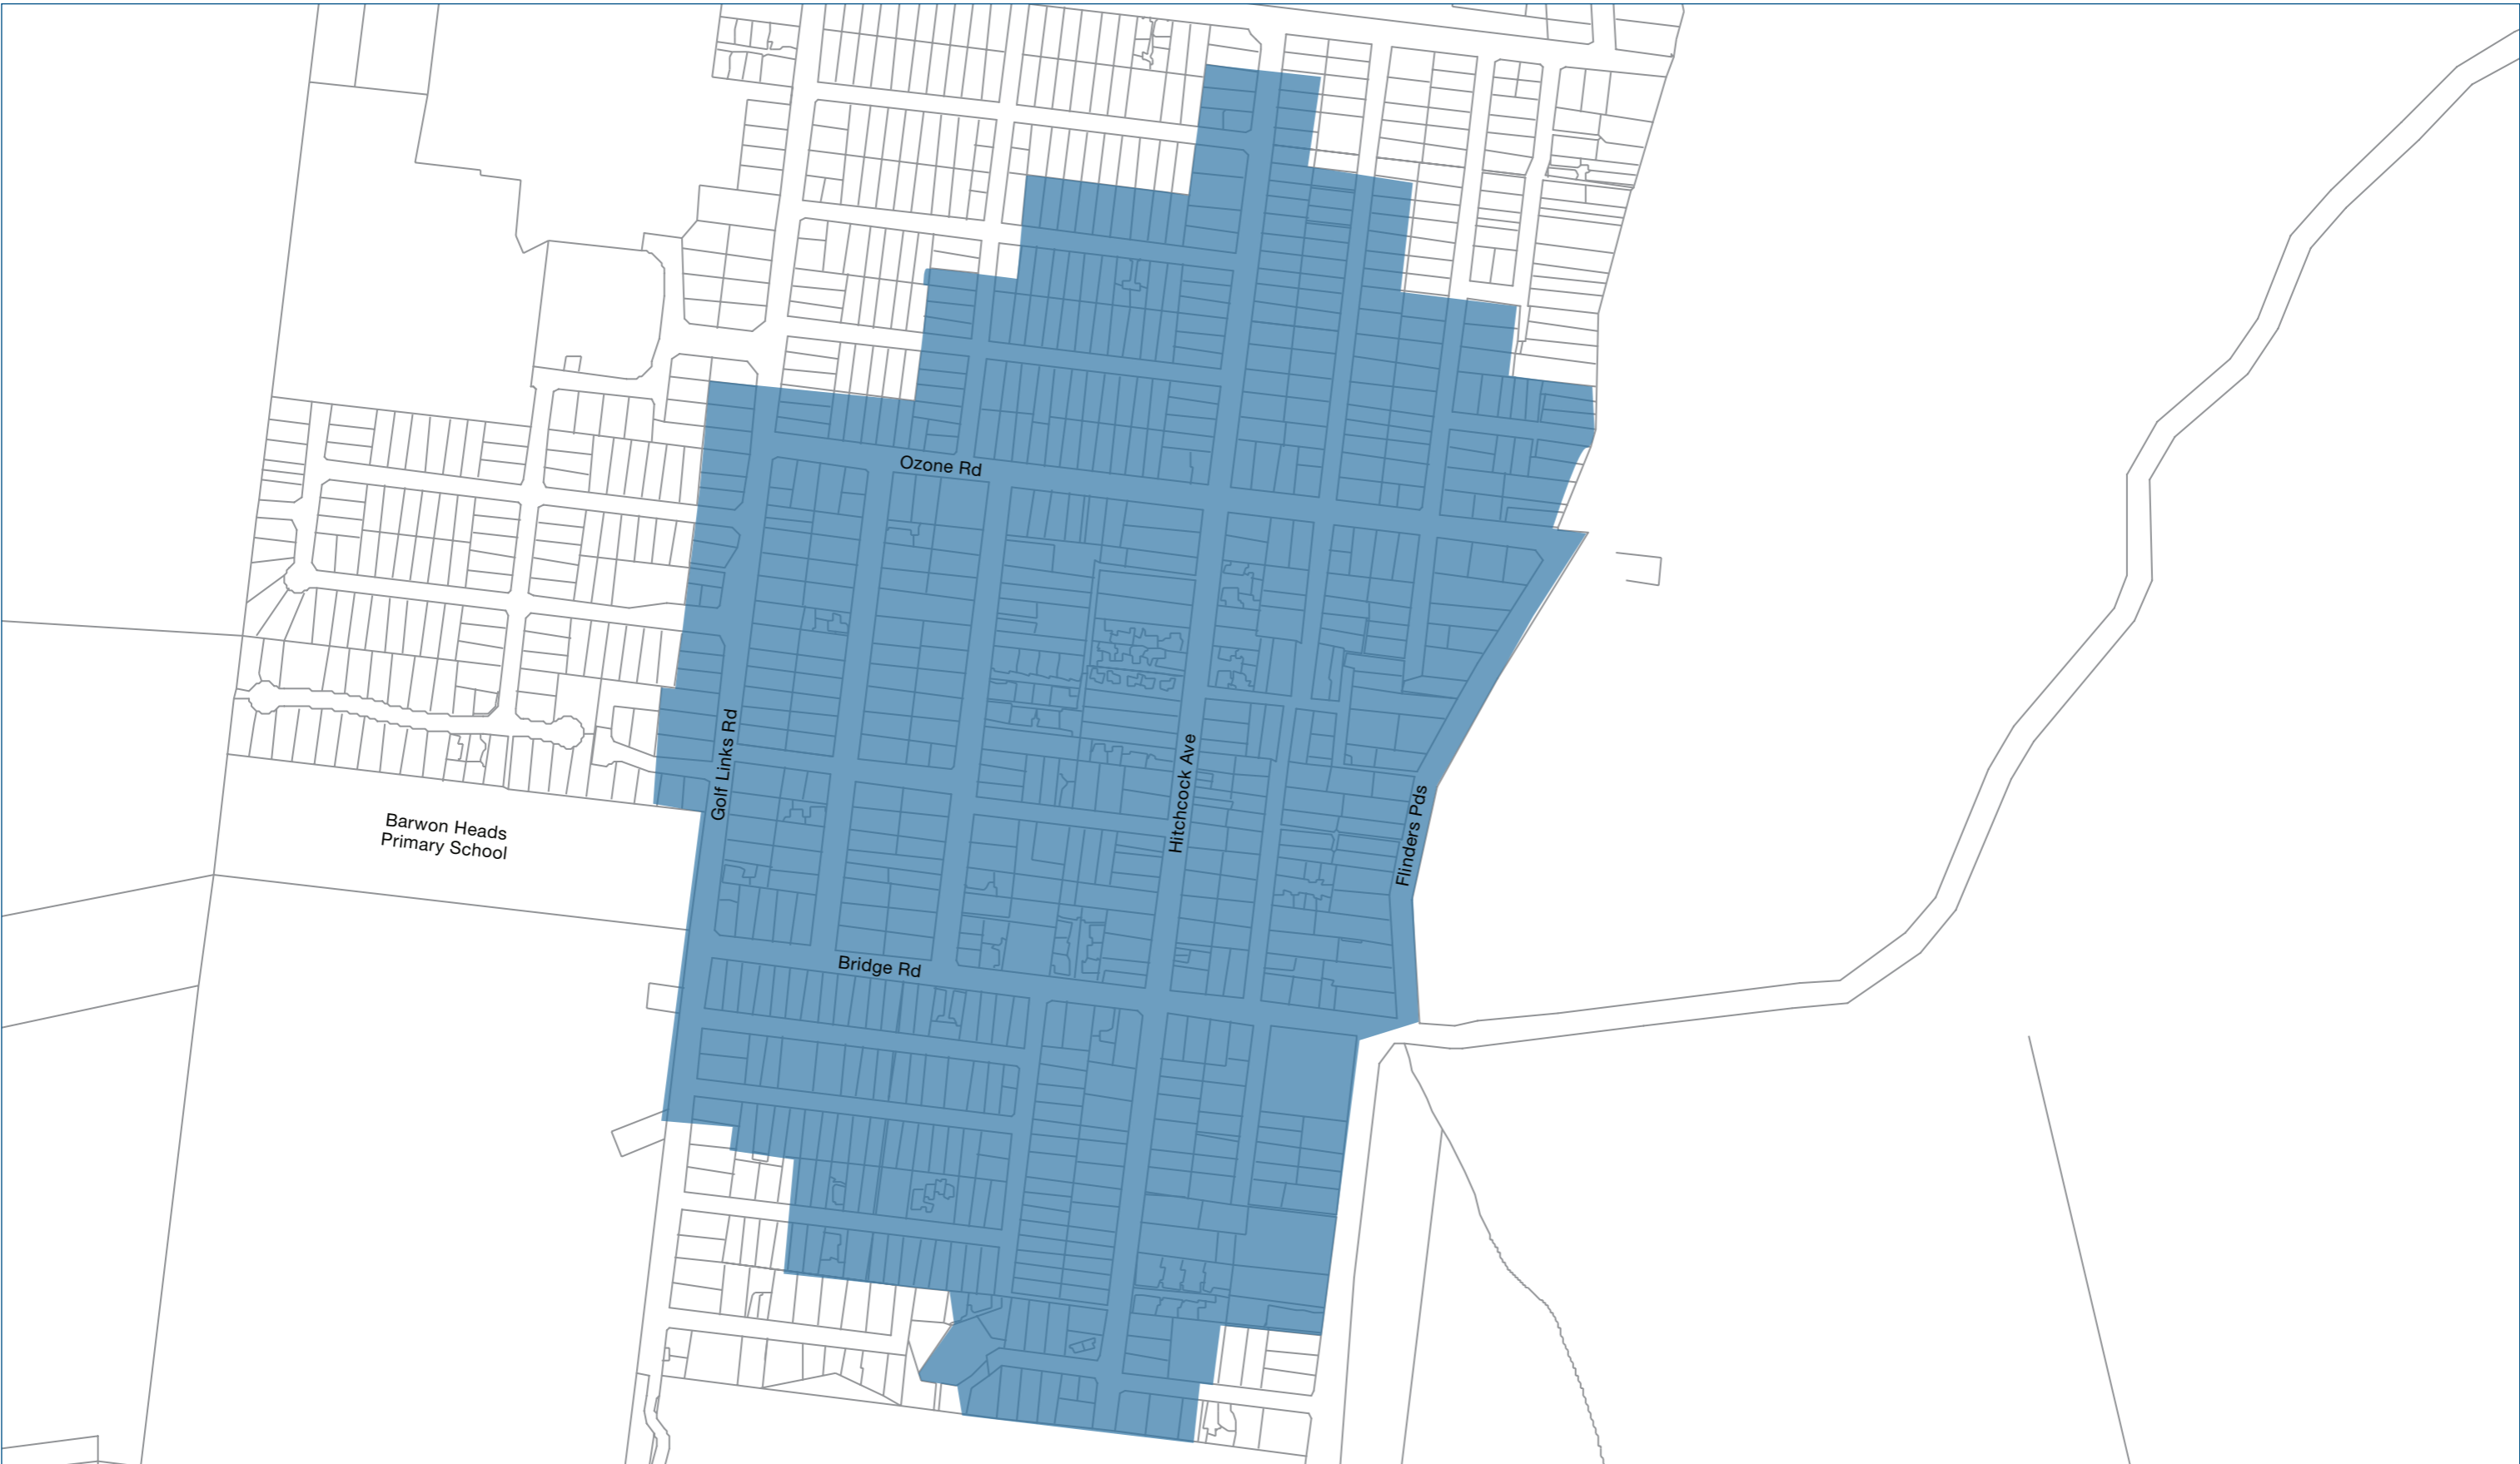 Ozone Rd
Golf Links Rd
Hitchcock Ave
Flinders Pds
Barwon Heads
Primary School
Bridge Rd